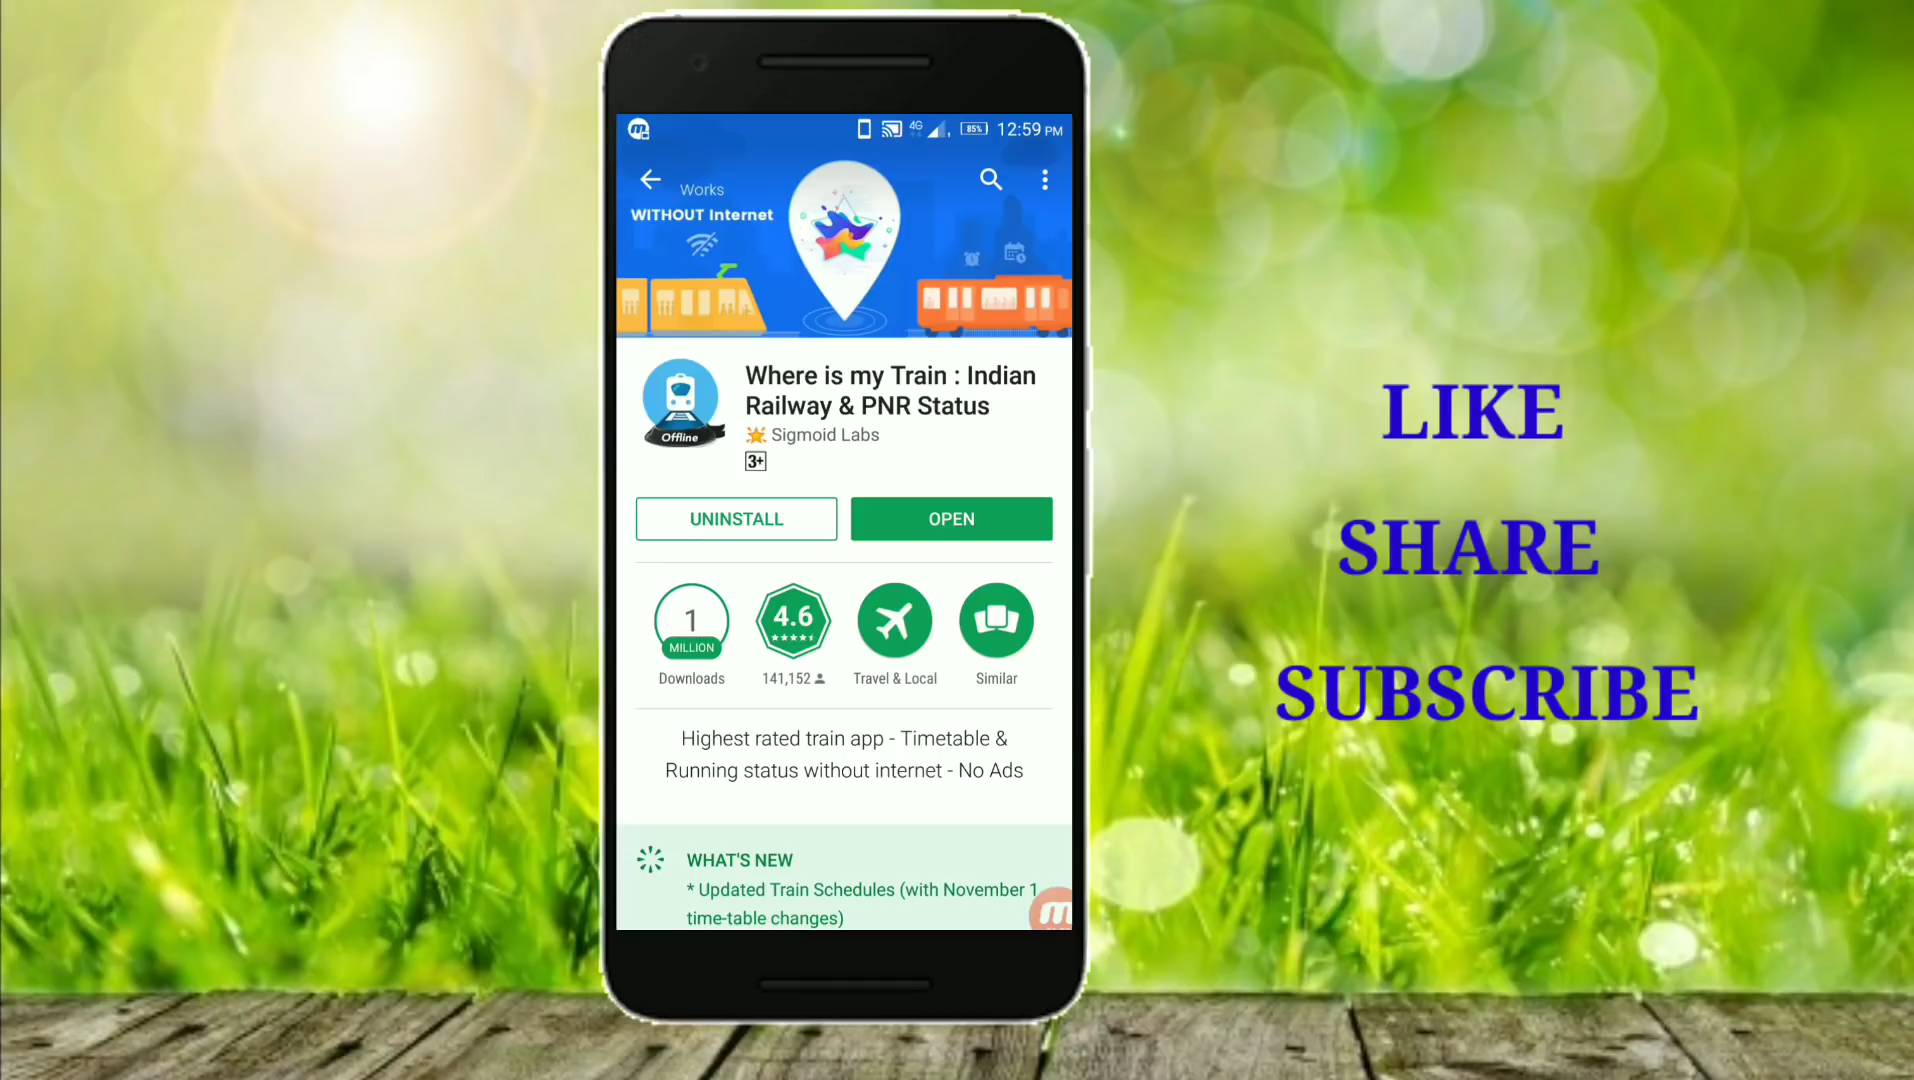 4G
85%
12:59 PM
Works
WITHOUT Internet
Where is my Train : Indian
Railway & PNR Status
Offline
Sigmoid Labs
3+
UNINSTALL
OPEN
1
MILLION
4.6
Downloads
141,152
Travel & Local
Similar
Highest rated train app - Timetable &
Running status without internet - No Ads
WHAT'S NEW
* Updated Train Schedules (with November 1
time-table changes)
LIKE
SHARE
SUBSCRIBE